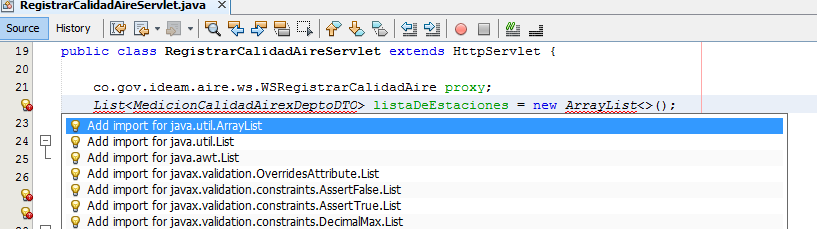 RegistrarCalidadAireServlet.java
Source History
19 public class RegistrarCalidadAireServlet extends HttpServlet {
20
21 co.gov.ideam.aire.ws.WSRegistrarCalidadAire proxy;
List<MedicionCalidadAirexDeptoDTO> listaDeEstaciones = new ArrayList<>();
23 Add import for java.util.ArrayList
24 Add import for java.util.List
25 Add import for java.awt.List
26 Add import for javax.validation.OverridesAttribute.List
Add import for javax.validation.constraints.AssertFalse.List
Add import for javax.validation.constraints.AssertTrue.List
Add import for javax.validation.constraints.DecimalMax.List